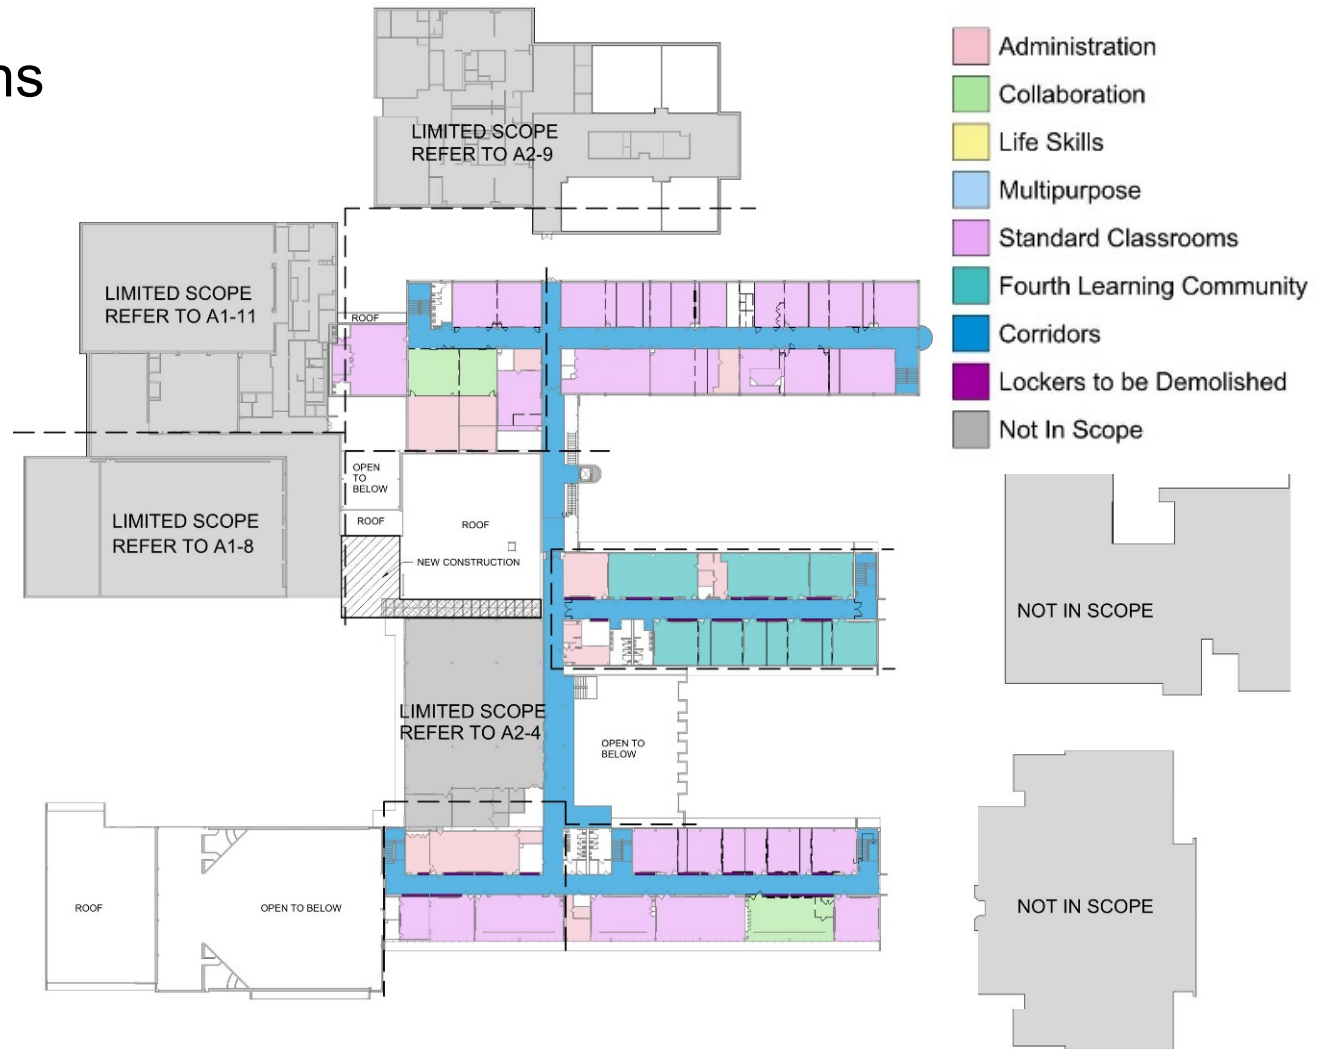 ns
LIMITED SCOPE
REFER TO A2-9
LIMITED SCOPE
REFER TO A1-11
ROOF
OPEN
TO
BELOW
ROOF
ROOF
NEW CONSTRUCTION
LIMITED SCOPE
REFER TO A1-8
LIMITED SCOPE
REFER TO A2-4
OPEN TO
BELOW
ROOF
OPEN TO BELOW
Administration
Collaboration
Life Skills
Multipurpose
Standard Classrooms
Fourth Learning Community
Corridors
Lockers to be Demolished
Not In Scope
NOT IN SCOPE
NOT IN SCOPE